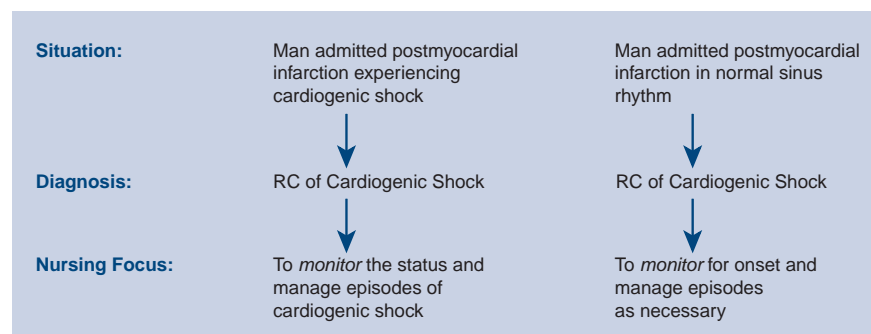 Situation:
Man admitted postmyocardial
infarction experiencing
cardiogenic shock
Man admitted postmyocardial
infarction in normal sinus
rhythm
Diagnosis:
RC of Cardiogenic Shock
RC of Cardiogenic Shock
Nursing Focus:
To monitor the status and
manage episodes of
cardiogenic shock
To monitor for onset and
manage episodes
as necessary